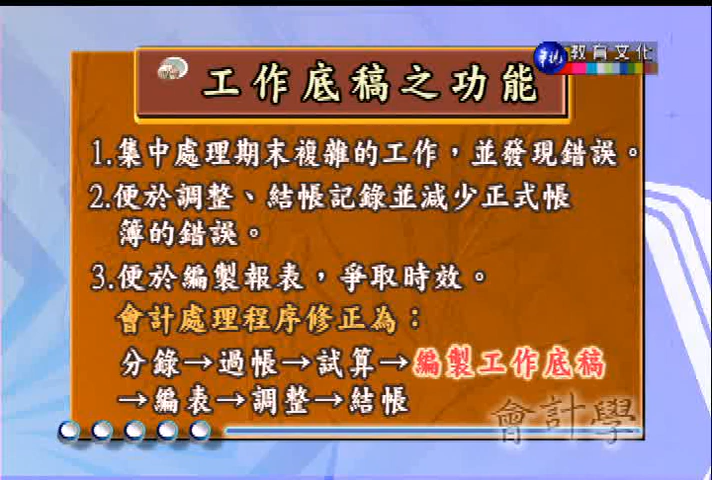 華視 教育文化
工作底稿之功能
1.集中處理期末複雜的工作，並發現錯誤。
2.便於調整、結帳記錄並減少正式帳
簿的錯誤。
3.便於編製報表，爭取時效。
會計處理程序修正為：
分錄→過帳→試算→編製工作底稿
→編表→調整→結帳
會計學